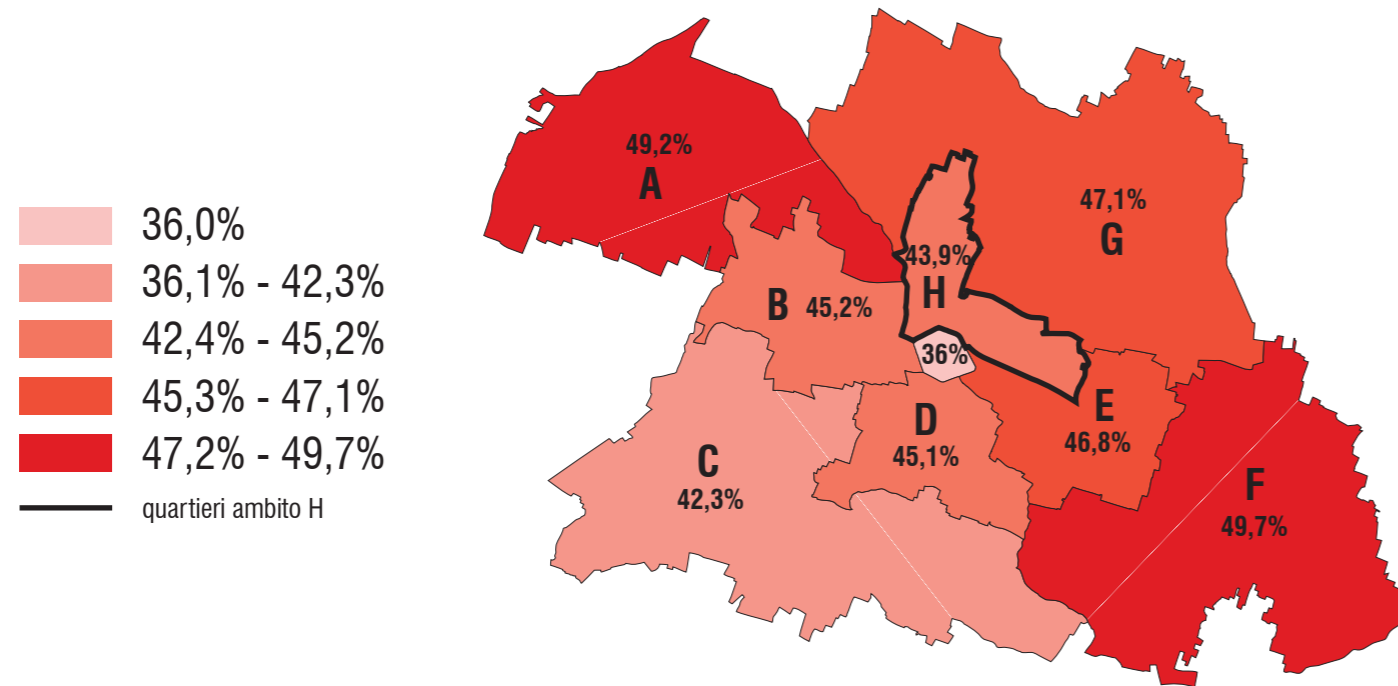 36,0%
36,1% - 42,3%
42,4% - 45,2%
45,3% - 47,1%
47,2% - 49,7%
quartieri ambito H
49,2%
A
47,1%
G
43,9%
H
B 45,2%
36%
E
46,8%
D
45,1%
C
42,3%
F
49,7%